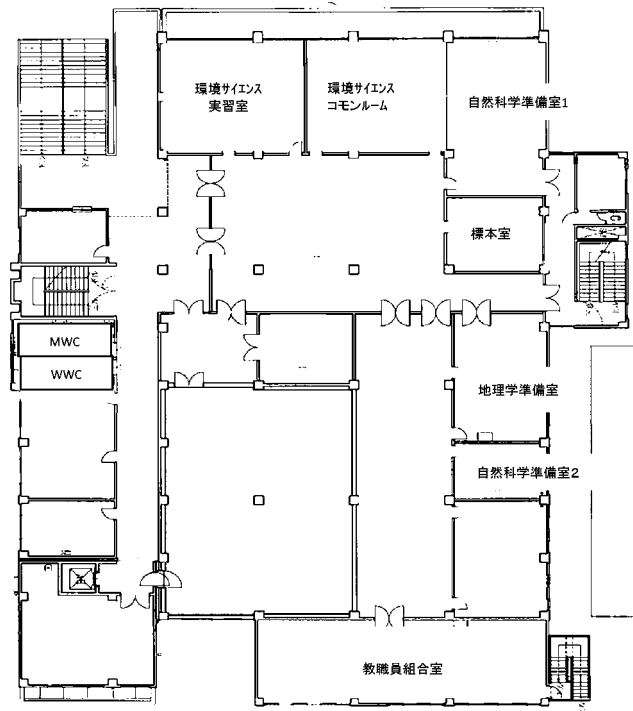 環境サイエンス
実習室
環境サイエンス
コモンルーム
自然科学準備室1
標本室
MWC
WWC
地理学準備室
自然科学準備室2
教職員組合室